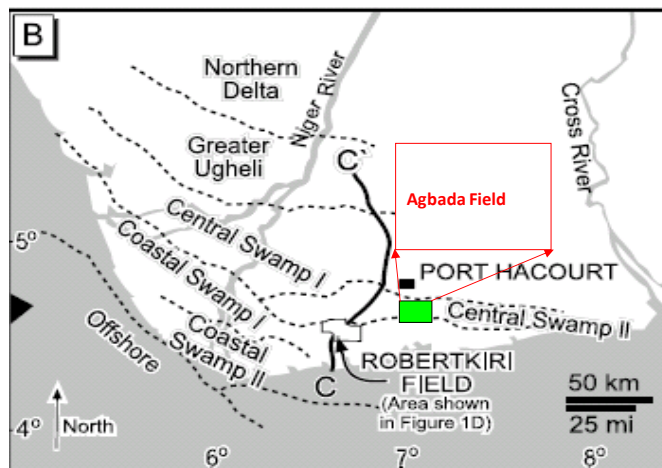 B
Northern
Delta
Niger River
Cross River
Greater
Ugheli
C'
Agbada Field
Central Swamp I
5°
Coastal Swamp I
PORT HACOURT
Central Swamp II
Offshore
Coastal
Swamp II
ROBERTKIRI
FIELD
(Area shown
in Figure 1D)
C
50 km
25 mi
4°
North
6°
7°
8°